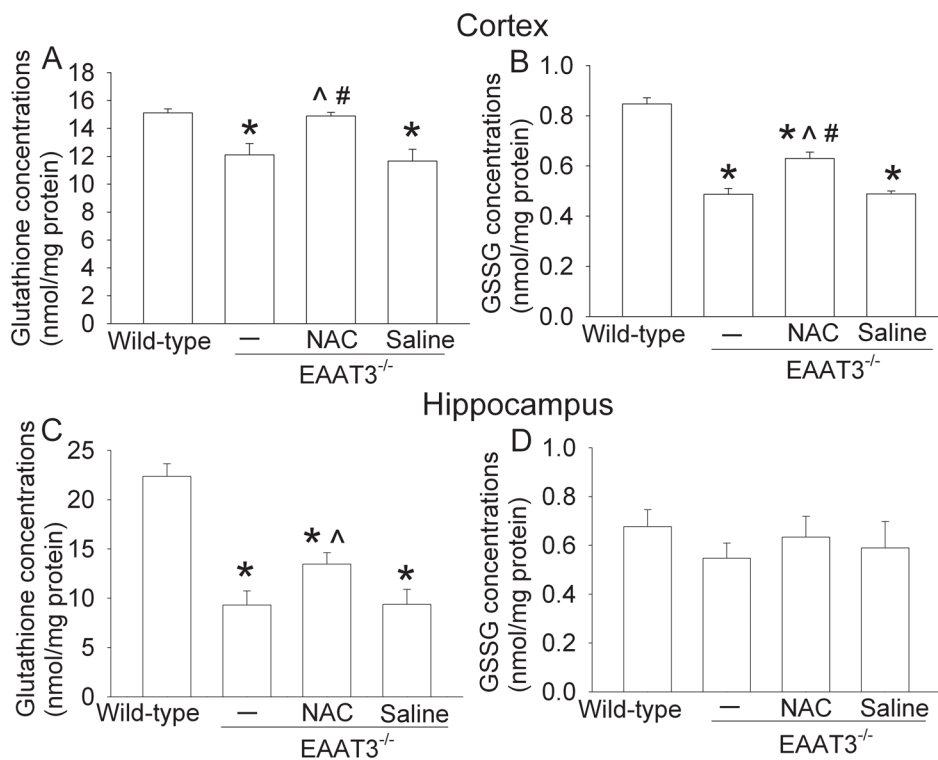 Cortex
A
Glutathione concentrations
(nmol/mg protein)
18
16
14
12
10
8
6
4
2
0
*
^ #
*
Wild-type
—
NAC
Saline
EAAT3-/-
B
GSSG concentrations
(nmol/mg protein)
1.0
0.8
0.6
0.4
0.2
0.0
*
* ^ #
*
Wild-type
—
NAC
Saline
EAAT3-/-
Hippocampus
C
Glutathione concentrations
(nmol/mg protein)
25
20
15
10
5
0
*
* ^
*
Wild-type
—
NAC
Saline
EAAT3-/-
D
GSSG concentrations
(nmol/mg protein)
1.0
0.8
0.6
0.4
0.2
0.0
Wild-type
—
NAC
Saline
EAAT3-/-